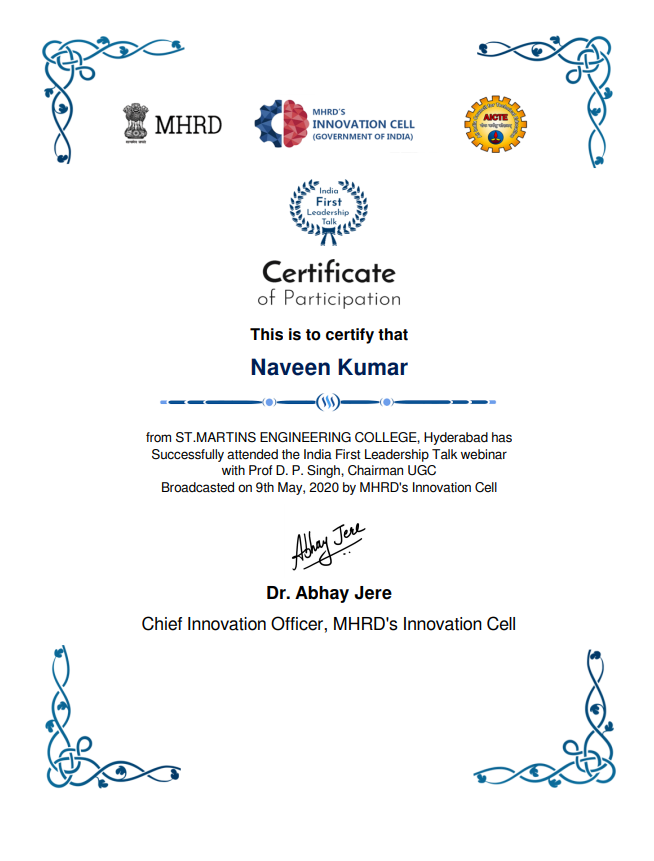 MHRD
MHRD'S
INNOVATION CELL
(GOVERNMENT OF INDIA)
AICTE
India
First
Leadership
Talk
Certificate
of Participation
This is to certify that
Naveen Kumar
from ST.MARTINS ENGINEERING COLLEGE, Hyderabad has
Successfully attended the India First Leadership Talk webinar
with Prof D. P. Singh, Chairman UGC
Broadcasted on 9th May, 2020 by MHRD's Innovation Cell
Abhay Jere
Dr. Abhay Jere
Chief Innovation Officer, MHRD's Innovation Cell